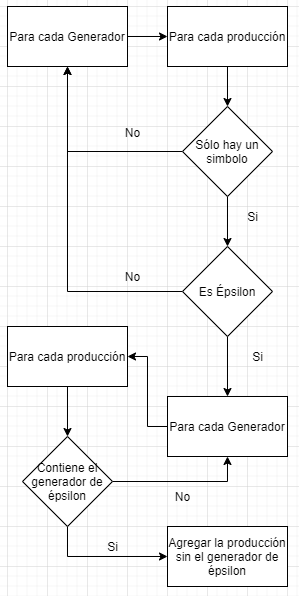 Para cada Generador
Para cada producción
Sólo hay un
simbolo
No
Si
Es Épsilon
No
Si
Para cada producción
Para cada Generador
Contiene el
generador de
épsilon
No
Si
Agregar la producción
sin el generador de
épsilon